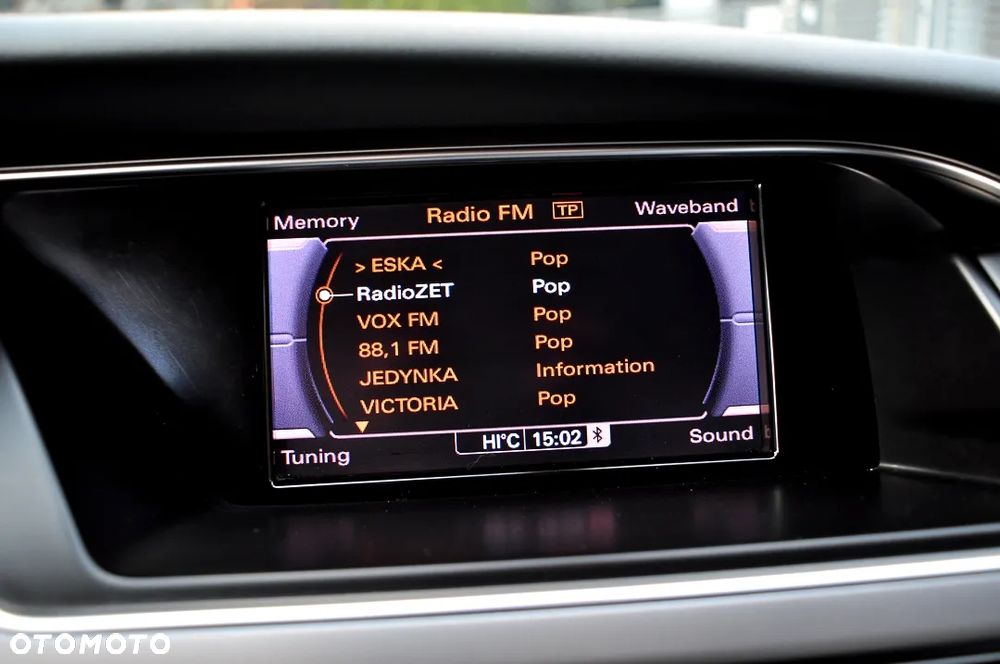 Memory Radio FM TP Waveband
> ESKA < Pop
RadioZET Pop
VOX FM Pop
88,1 FM Pop
JEDYNKA Information
VICTORIA Pop
HI°C 15:02
Tuning Sound
OTOMOTO